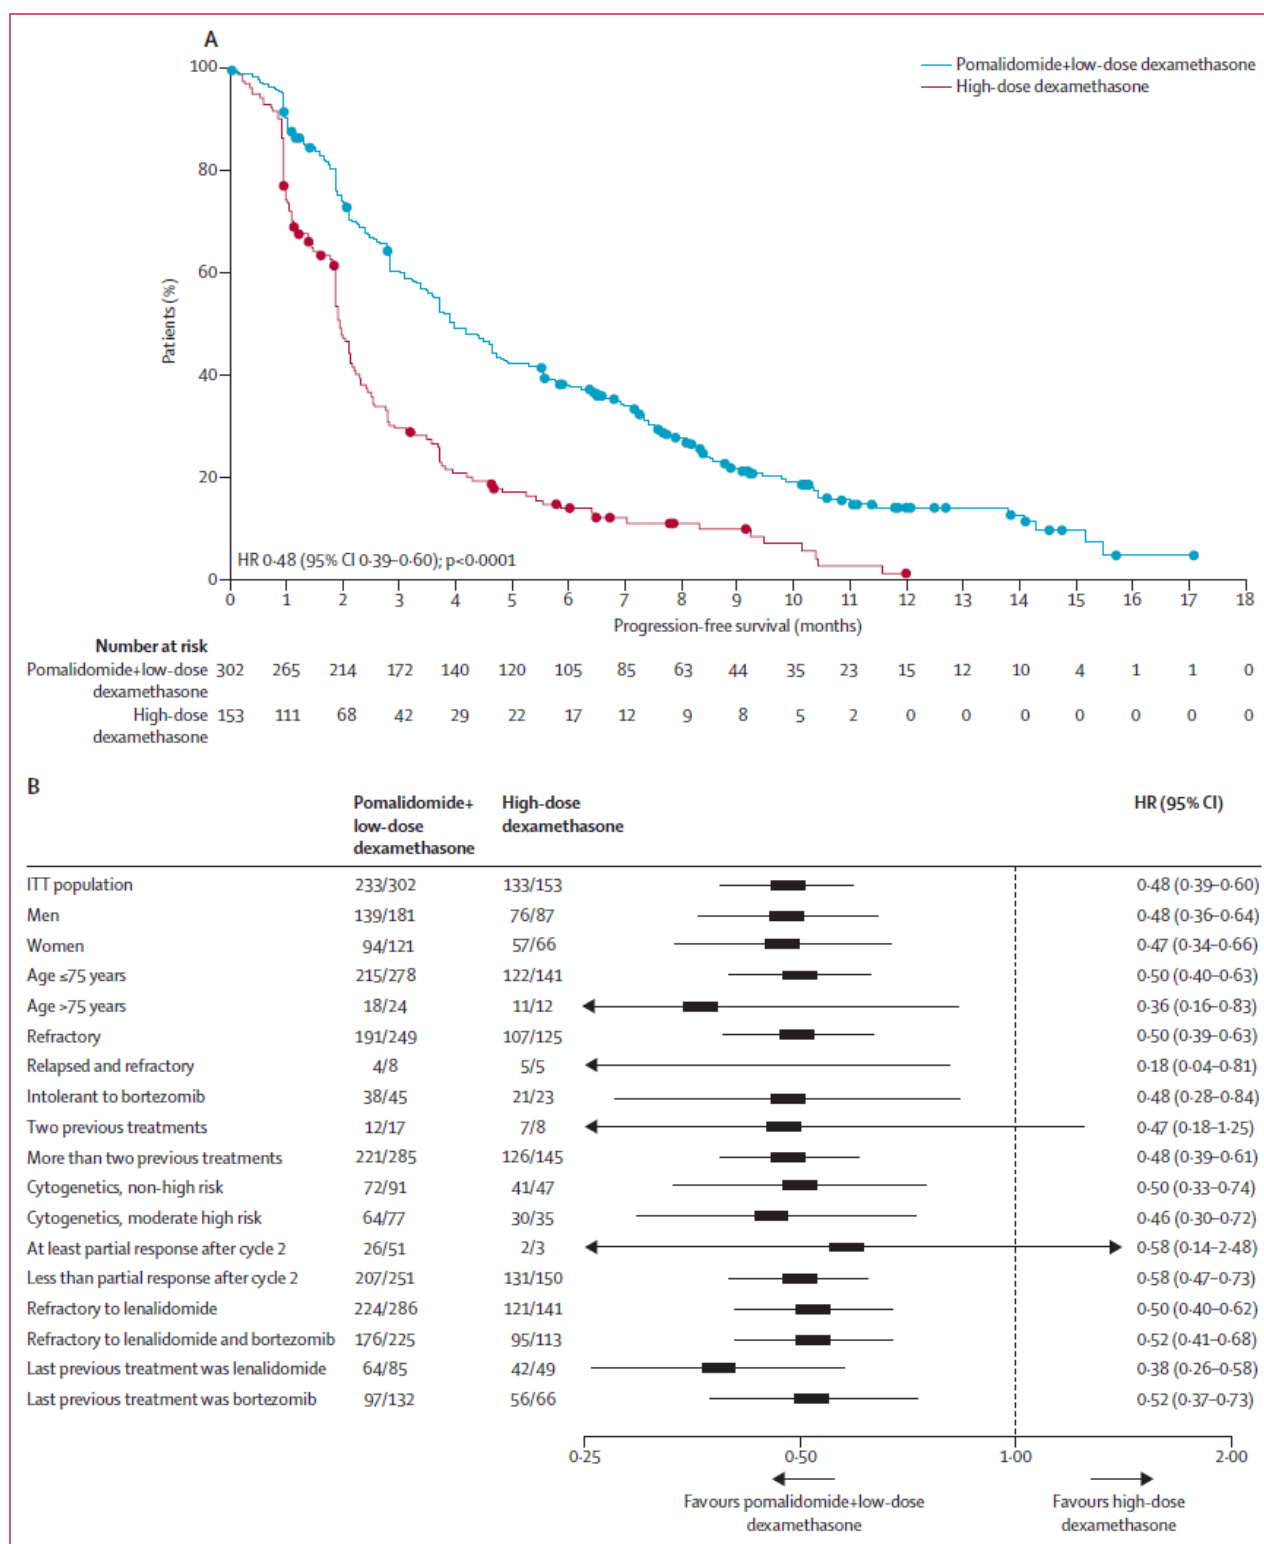 A
Pomalidomide+low-dose dexamethasone
High-dose dexamethasone
100
80
60
40
20
0
Patients (%)
HR 0·48 (95% CI 0·39–0·60); p<0·0001
0 1 2 3 4 5 6 7 8 9 10 11 12 13 14 15 16 17 18
Progression-free survival (months)
Number at risk
Pomalidomide+low-dose 302 265 214 172 140 120 105 85 63 44 35 23 15 12 10 4 1 1 0
dexamethasone
High-dose 153 111 68 42 29 22 17 12 9 8 5 2 0 0 0 0 0 0 0
dexamethasone
B
Pomalidomide+ High-dose HR (95% CI)
low-dose dexamethasone
dexamethasone
ITT population 233/302 133/153 0·48 (0·39–0·60)
Men 139/181 76/87 0·48 (0·36–0·64)
Women 94/121 57/66 0·47 (0·34–0·66)
Age ≤75 years 215/278 122/141 0·50 (0·40–0·63)
Age >75 years 18/24 11/12 0·36 (0·16–0·83)
Refractory 191/249 107/125 0·50 (0·39–0·63)
Relapsed and refractory 4/8 5/5 0·18 (0·04–0·81)
Intolerant to bortezomib 38/45 21/23 0·48 (0·28–0·84)
Two previous treatments 12/17 7/8 0·47 (0·18–1·25)
More than two previous treatments 221/285 126/145 0·48 (0·39–0·61)
Cytogenetics, non-high risk 72/91 41/47 0·50 (0·33–0·74)
Cytogenetics, moderate high risk 64/77 30/35 0·46 (0·30–0·72)
At least partial response after cycle 2 26/51 2/3 0·58 (0·14–2·48)
Less than partial response after cycle 2 207/251 131/150 0·58 (0·47–0·73)
Refractory to lenalidomide 224/286 121/141 0·50 (0·40–0·62)
Refractory to lenalidomide and bortezomib 176/225 95/113 0·52 (0·41–0·68)
Last previous treatment was lenalidomide 64/85 42/49 0·38 (0·26–0·58)
Last previous treatment was bortezomib 97/132 56/66 0·52 (0·37–0·73)
0·25 0·50 1·00 2·00
Favours pomalidomide+low-dose Favours high-dose
dexamethasone dexamethasone